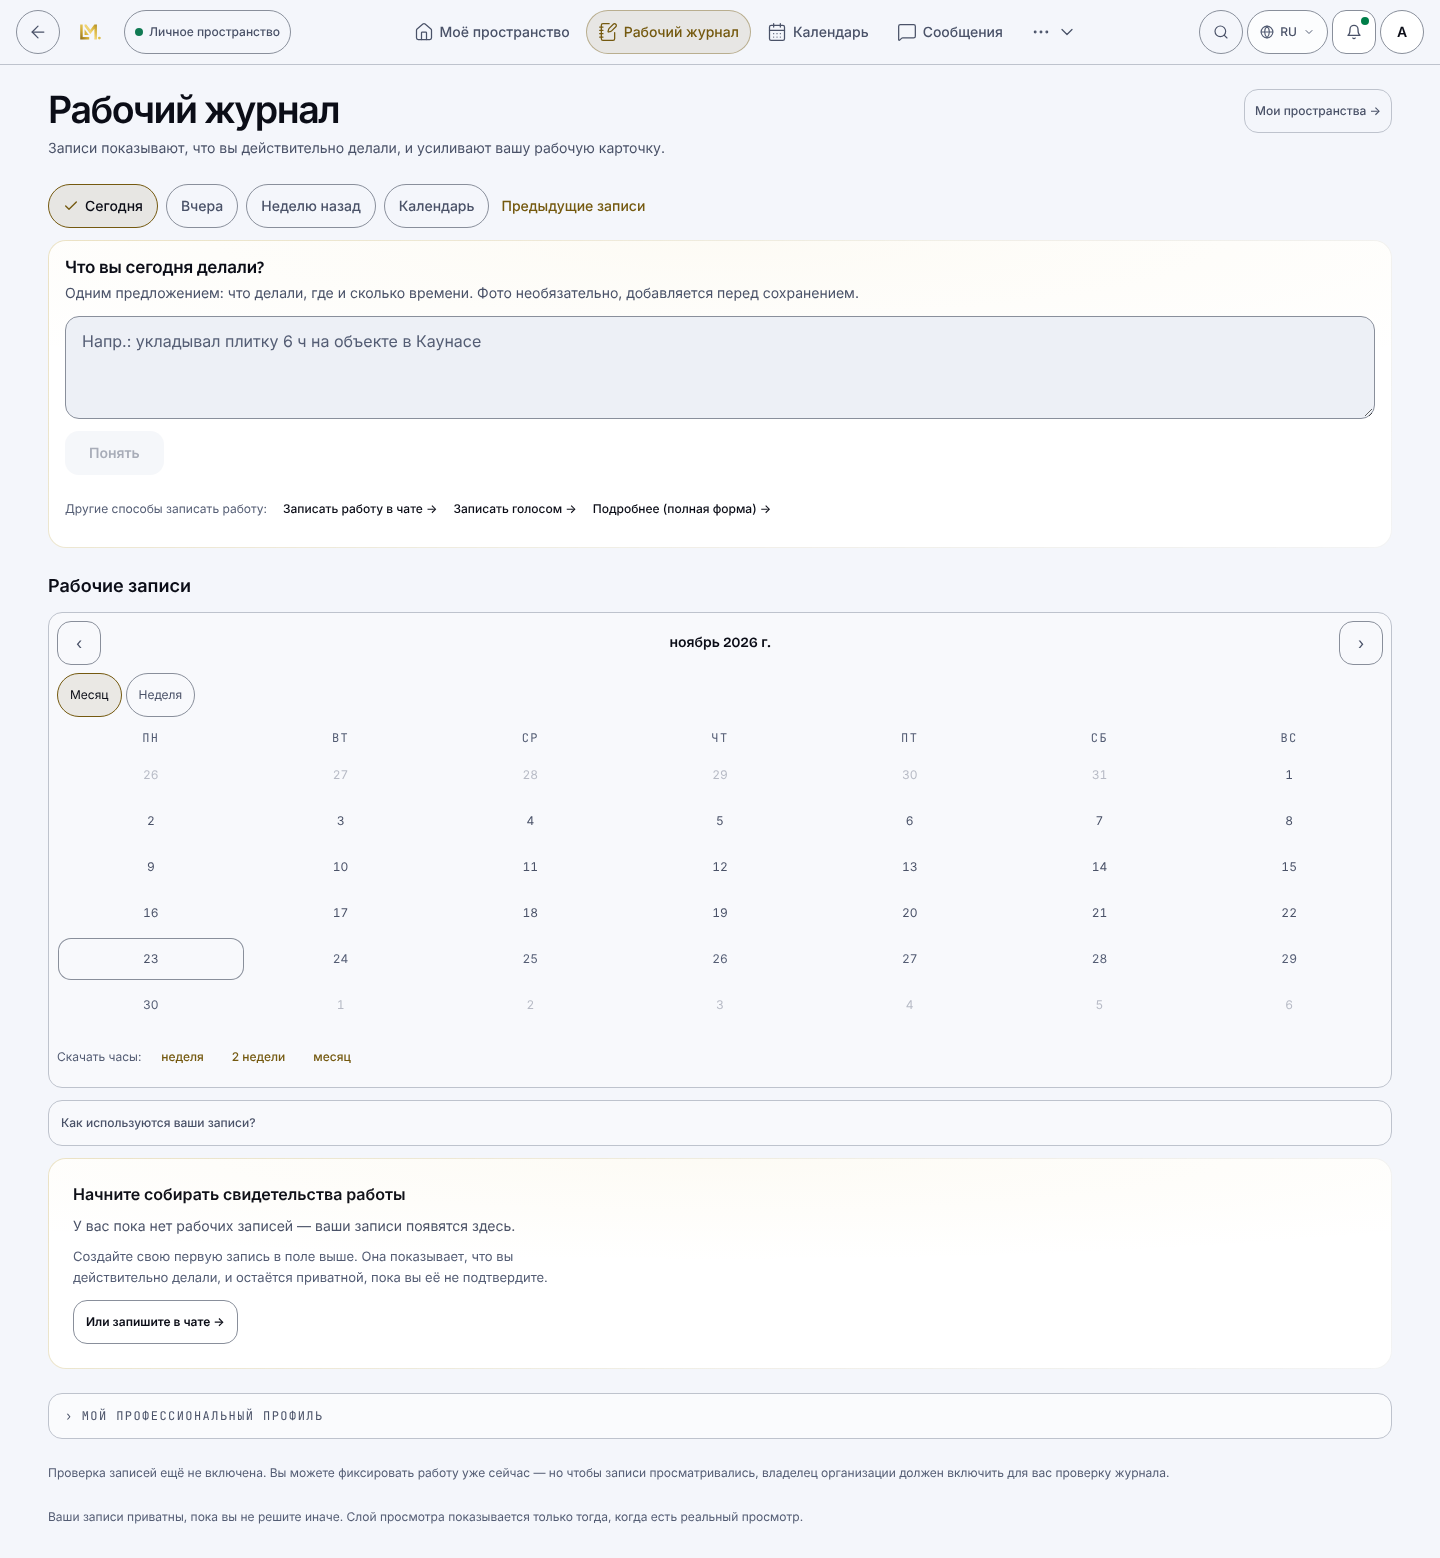 LM.
Личное пространство
Моё пространство
Рабочий журнал
Календарь
Сообщения
RU
A
Рабочий журнал
Мои пространства →
Записи показывают, что вы действительно делали, и усиливают вашу рабочую карточку.
Сегодня
Вчера
Неделю назад
Календарь
Предыдущие записи
Что вы сегодня делали?
Одним предложением: что делали, где и сколько времени. Фото необязательно, добавляется перед сохранением.
Напр.: укладывал плитку 6 ч на объекте в Каунасе
Понять
Другие способы записать работу: Записать работу в чате → Записать голосом → Подробнее (полная форма) →
Рабочие записи
‹
ноябрь 2026 г.
›
Месяц
Неделя
ПН ВТ СР ЧТ ПТ СБ ВС
26 27 28 29 30 31 1
2 3 4 5 6 7 8
9 10 11 12 13 14 15
16 17 18 19 20 21 22
23 24 25 26 27 28 29
30 1 2 3 4 5 6
Скачать часы: неделя 2 недели месяц
Как используются ваши записи?
Начните собирать свидетельства работы
У вас пока нет рабочих записей — ваши записи появятся здесь.
Создайте свою первую запись в поле выше. Она показывает, что вы
действительно делали, и остаётся приватной, пока вы её не подтвердите.
Или запишите в чате →
› МОЙ ПРОФЕССИОНАЛЬНЫЙ ПРОФИЛЬ
Проверка записей ещё не включена. Вы можете фиксировать работу уже сейчас — но чтобы записи просматривались, владелец организации должен включить для вас проверку журнала.
Ваши записи приватны, пока вы не решите иначе. Слой просмотра показывается только тогда, когда есть реальный просмотр.